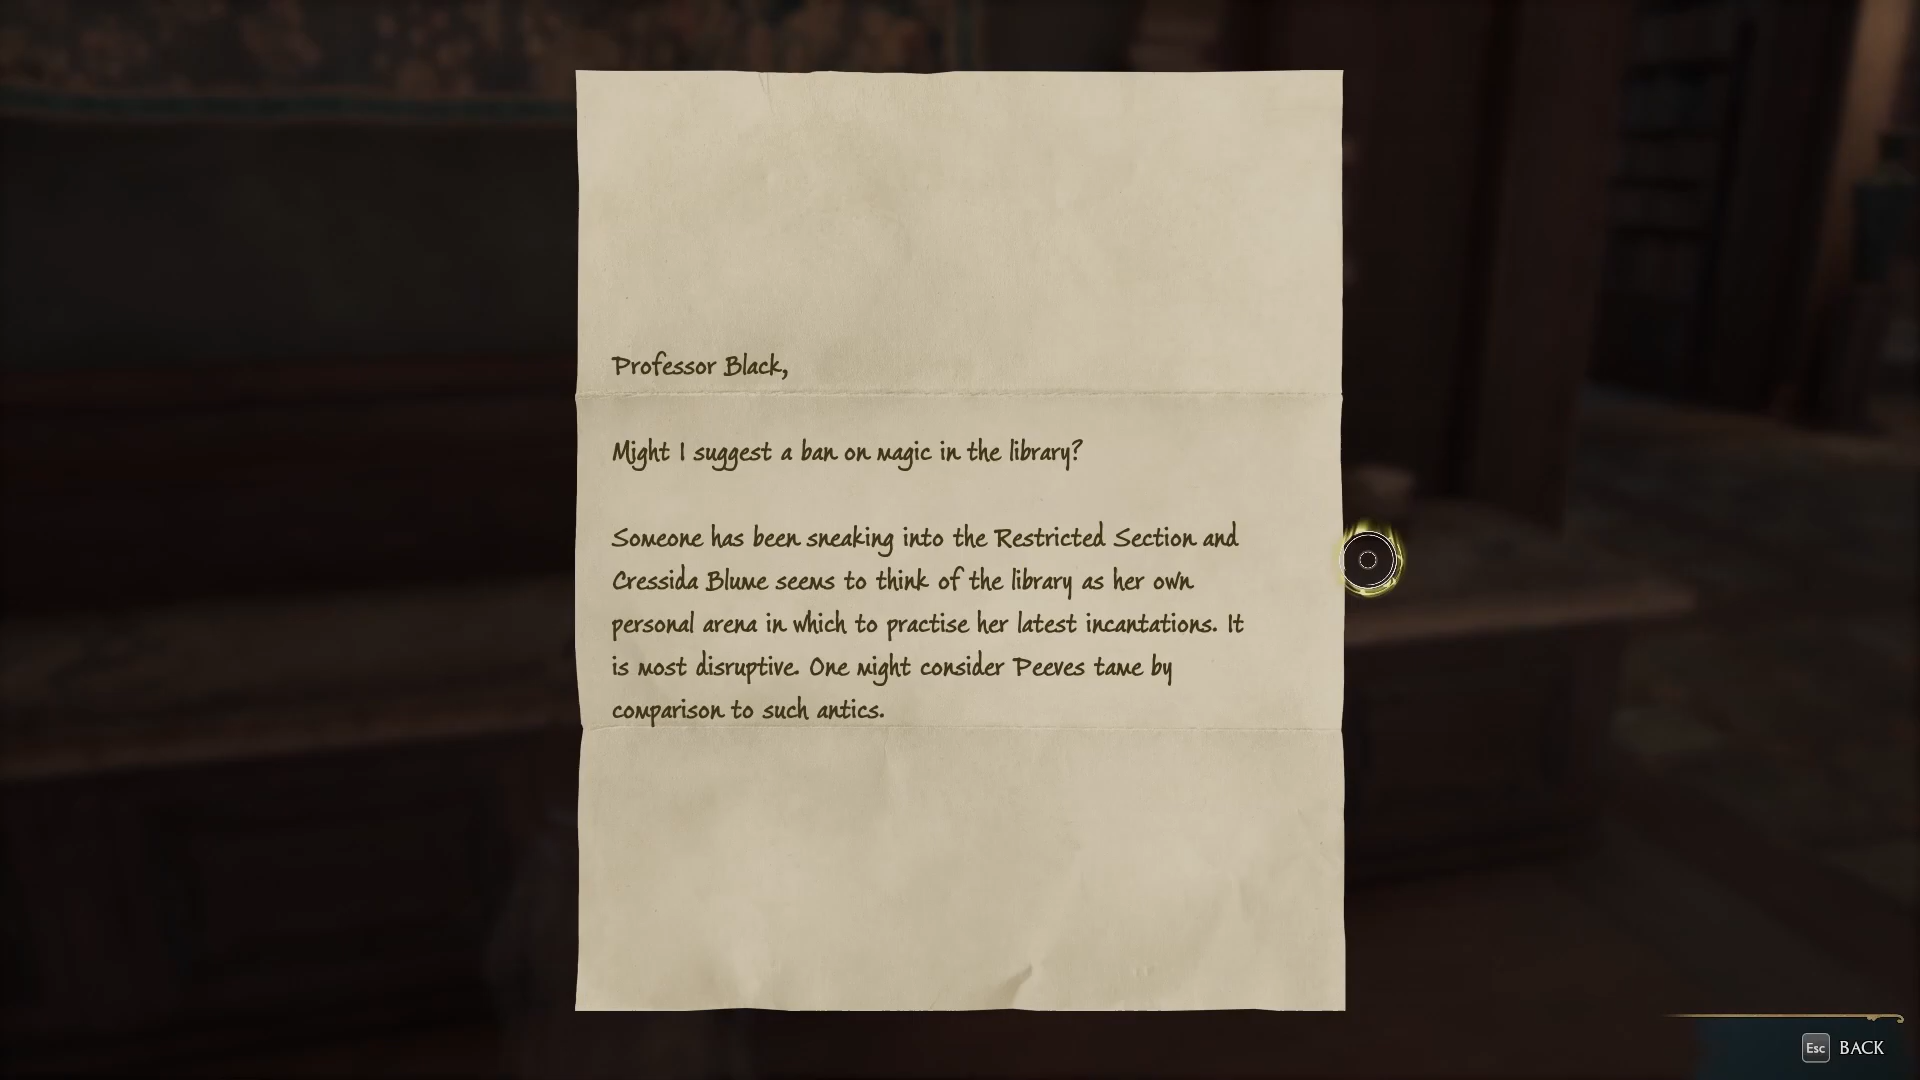 Professor Black,
Might I suggest a ban on magic in the library?
Someone has been sneaking into the Restricted Section and
Cressida Blume seems to think of the library as her own
personal arena in which to practise her latest incantations. It
is most disruptive. One might consider Peeves tame by
comparison to such antics.
Esc BACK